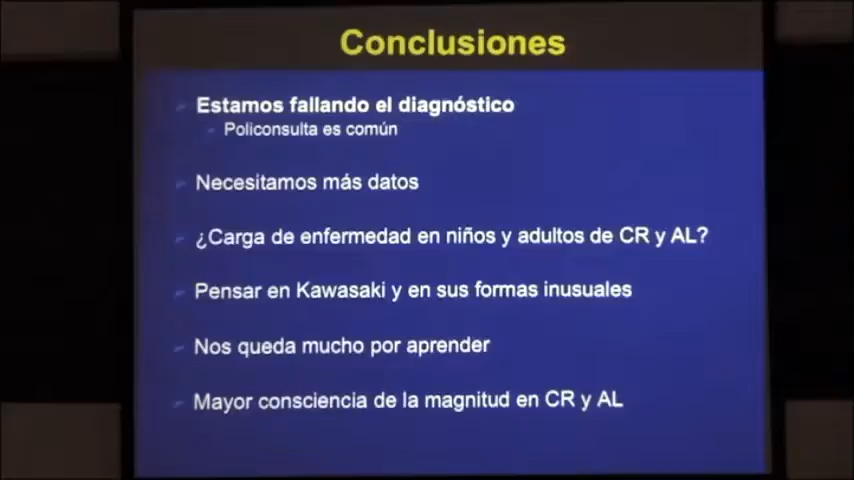 Conclusiones
Estamos fallando el diagnóstico
Policonsulta es común
Necesitamos más datos
¿Carga de enfermedad en niños y adultos de CR y AL?
Pensar en Kawasaki y en sus formas inusuales
Nos queda mucho por aprender
Mayor consciencia de la magnitud en CR y AL